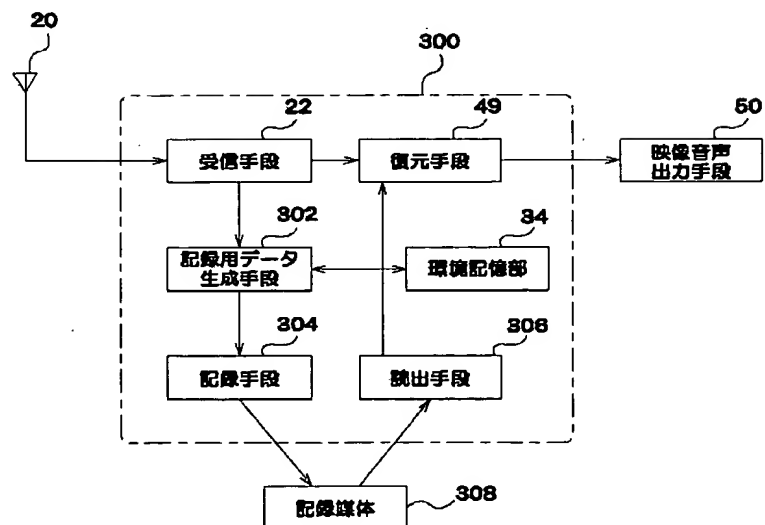 20
300
22
49
50
受信手段
復元手段
映像音声
出力手段
302
34
記録用データ
生成手段
環境記憶部
304
306
記録手段
読出手段
記録媒体
308